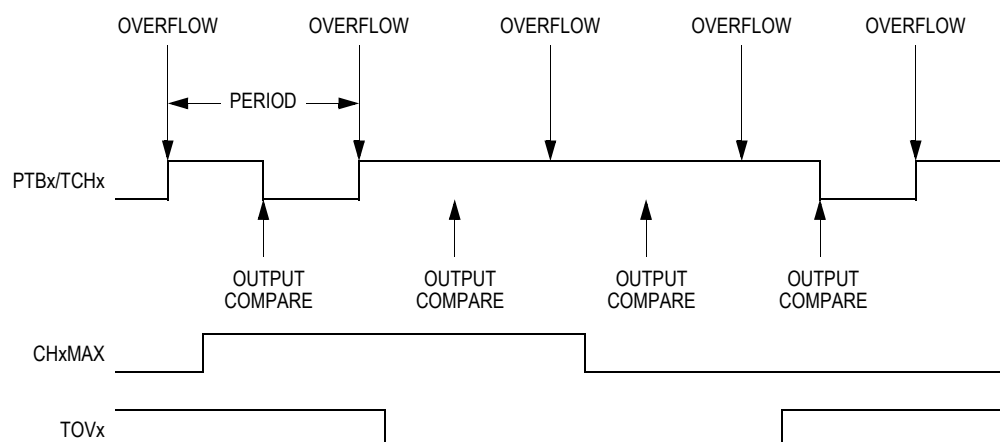 OVERFLOW OVERFLOW OVERFLOW OVERFLOW OVERFLOW
PERIOD
PTBx/TCHx
OUTPUT COMPARE
OUTPUT COMPARE
OUTPUT COMPARE
OUTPUT COMPARE
CHxMAX
TOVx